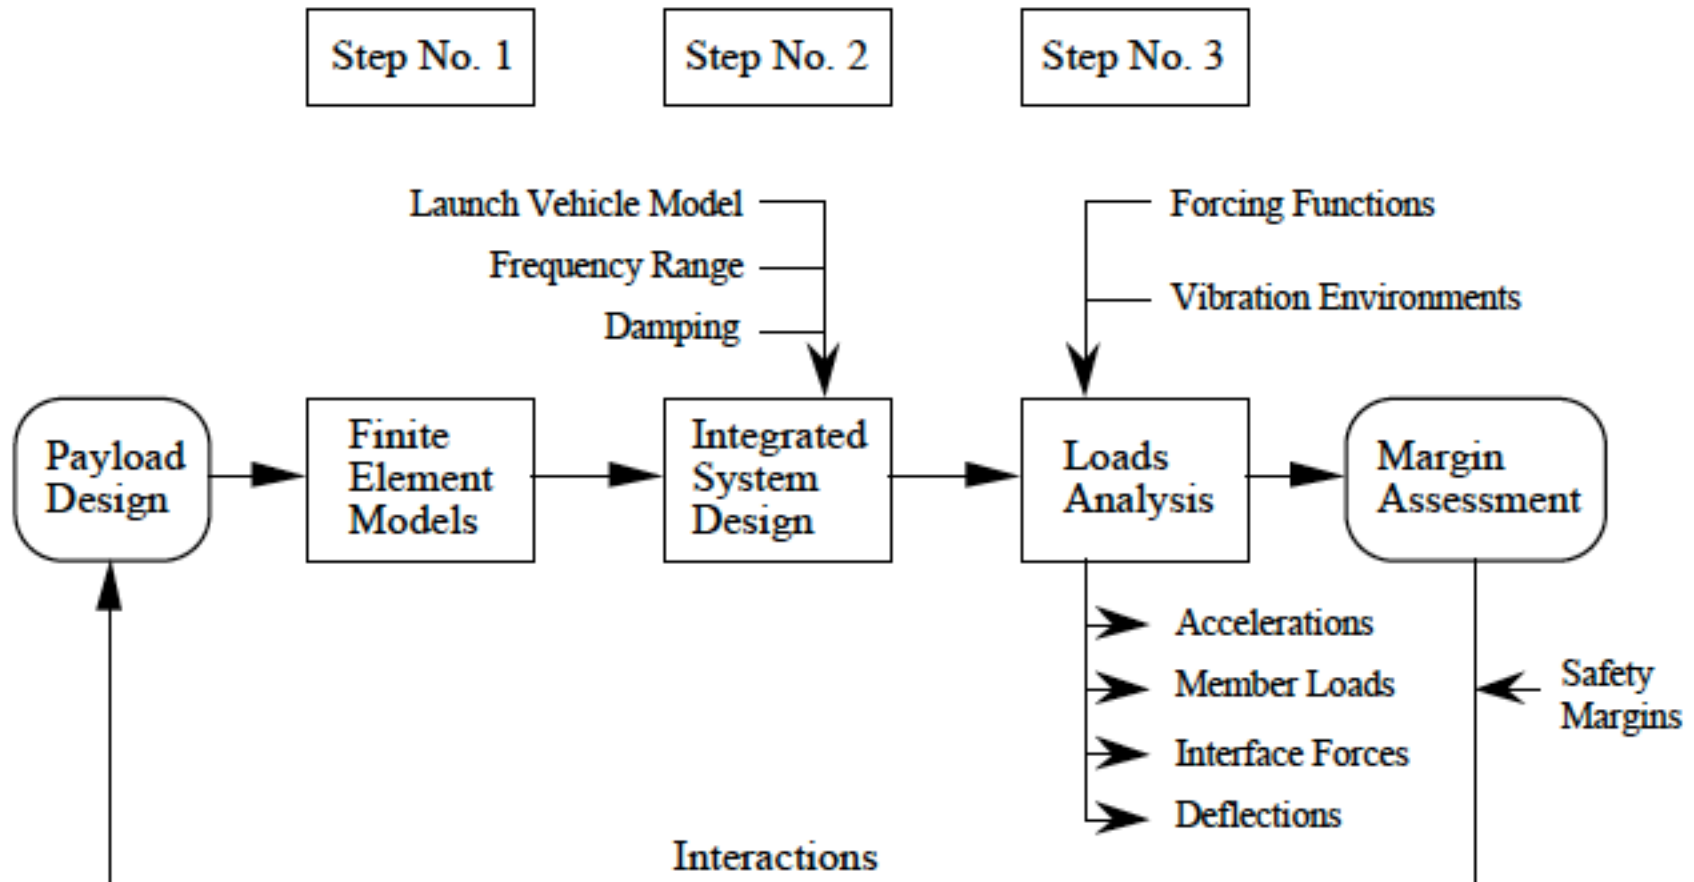 Step No. 1
Step No. 2
Step No. 3
Launch Vehicle Model
Frequency Range
Damping
Forcing Functions
Vibration Environments
Payload
Design
Finite
Element
Models
Integrated
System
Design
Loads
Analysis
Margin
Assessment
Accelerations
Member Loads
Interface Forces
Deflections
Safety
Margins
Interactions